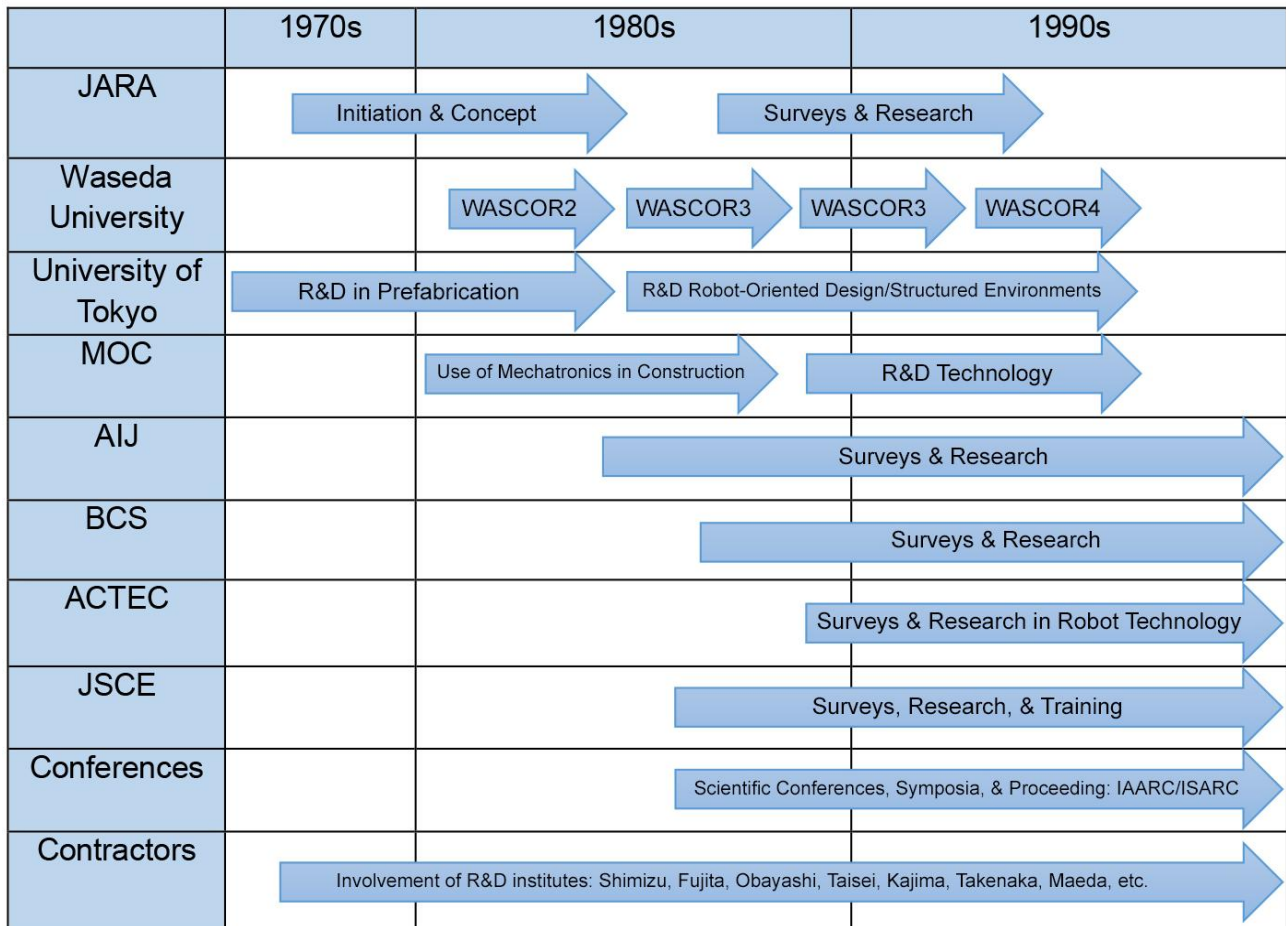 1970s 1980s 1990s
JARA
Initiation & Concept Surveys & Research
Waseda
University
WASCOR2 WASCOR3 WASCOR3 WASCOR4
University of
Tokyo
R&D in Prefabrication R&D Robot-Oriented Design/Structured Environments
MOC
Use of Mechatronics in Construction R&D Technology
AIJ
Surveys & Research
BCS
Surveys & Research
ACTEC
Surveys & Research in Robot Technology
JSCE
Surveys, Research, & Training
Conferences
Scientific Conferences, Symposia, & Proceeding: IAARC/ISARC
Contractors
Involvement of R&D institutes: Shimizu, Fujita, Obayashi, Taisei, Kajima, Takenaka, Maeda, etc.